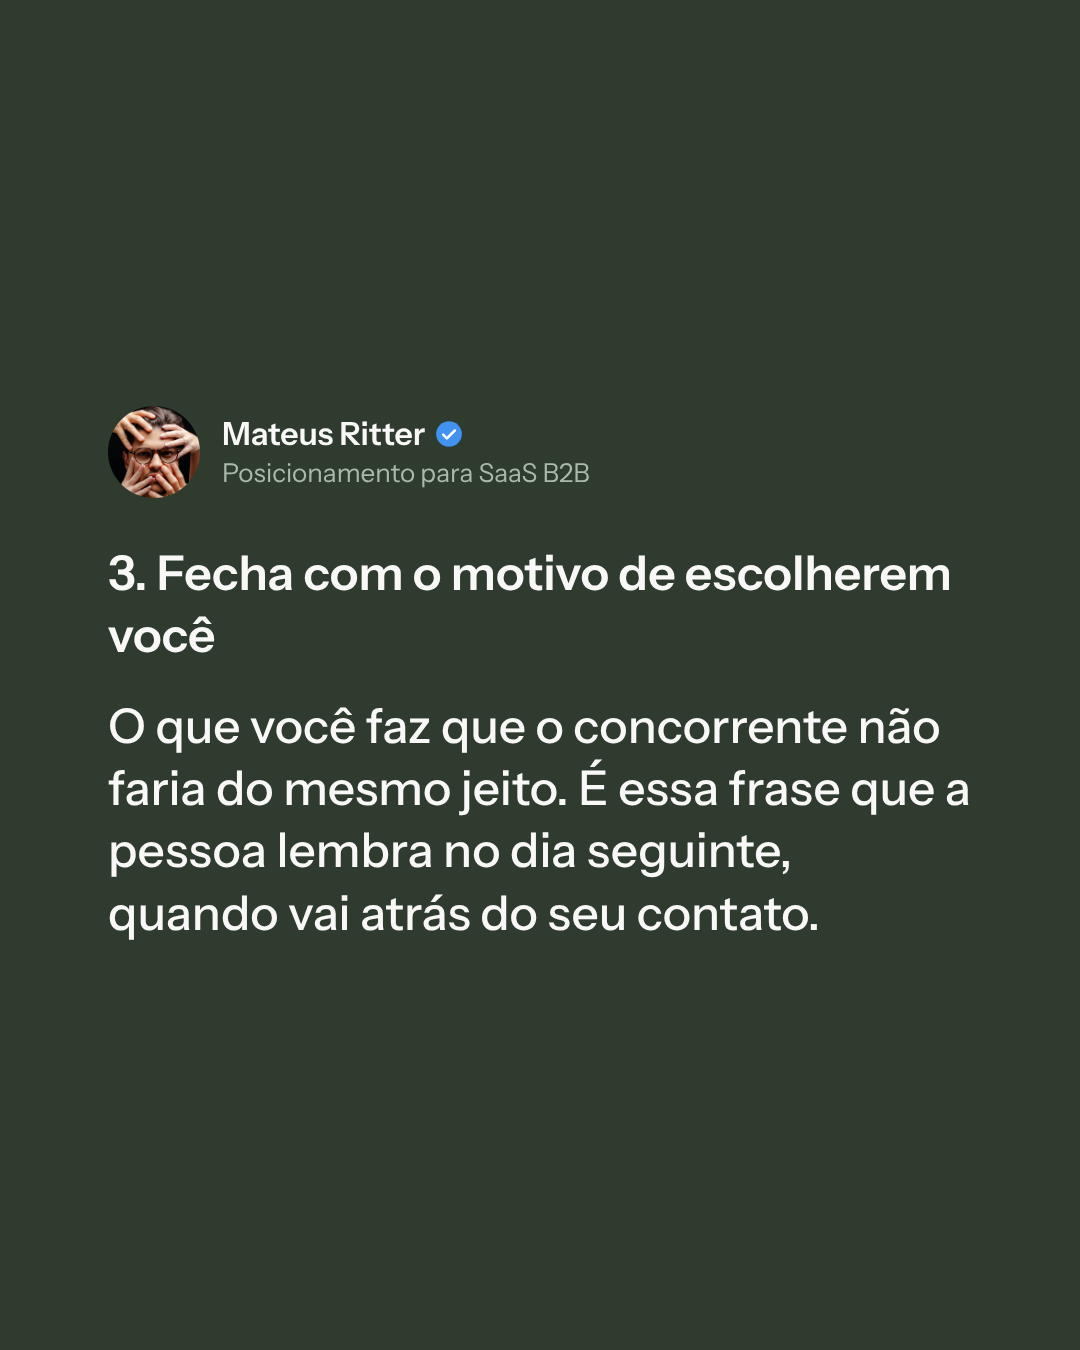 Mateus Ritter
Posicionamento para SaaS B2B
3. Fecha com o motivo de escolherem
você
O que você faz que o concorrente não
faria do mesmo jeito. É essa frase que a
pessoa lembra no dia seguinte,
quando vai atrás do seu contato.